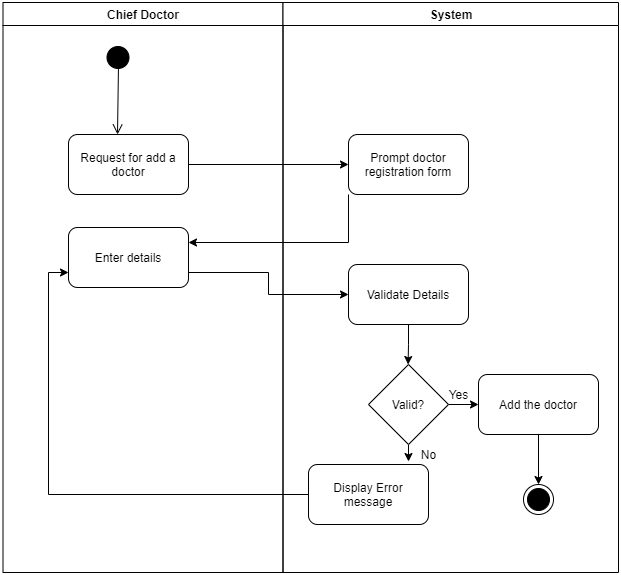 Chief Doctor
System
Request for add a
doctor
Prompt doctor
registration form
Enter details
Validate Details
Valid?
Yes
Add the doctor
No
Display Error
message